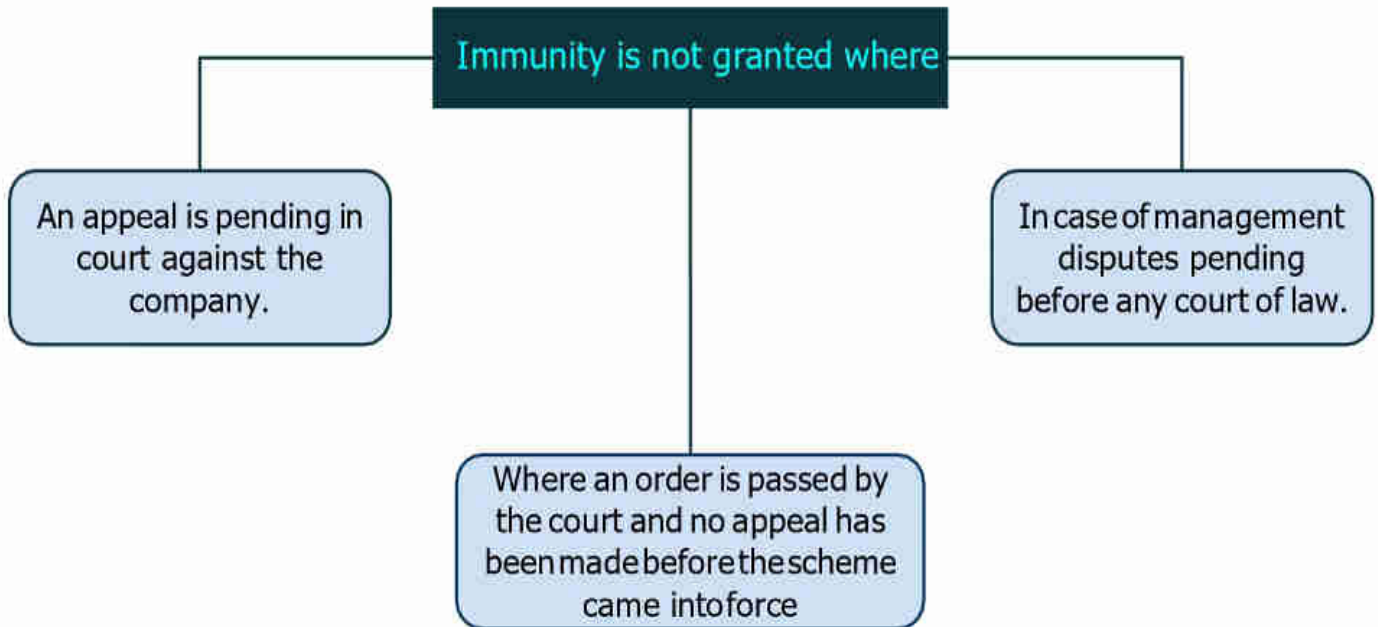 Immunity is not granted where
An appeal is pending in
court against the
company.
In case of management
disputes pending
before any court of law.
Where an order is passed by
the court and no appeal has
been made before the scheme
came into force